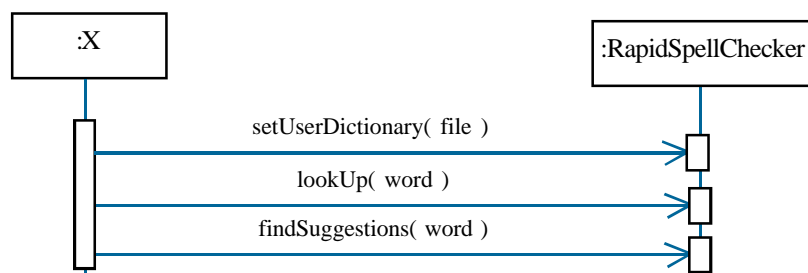 :X
:RapidSpellChecker
setUserDictionary( file )
lookUp( word )
findSuggestions( word )